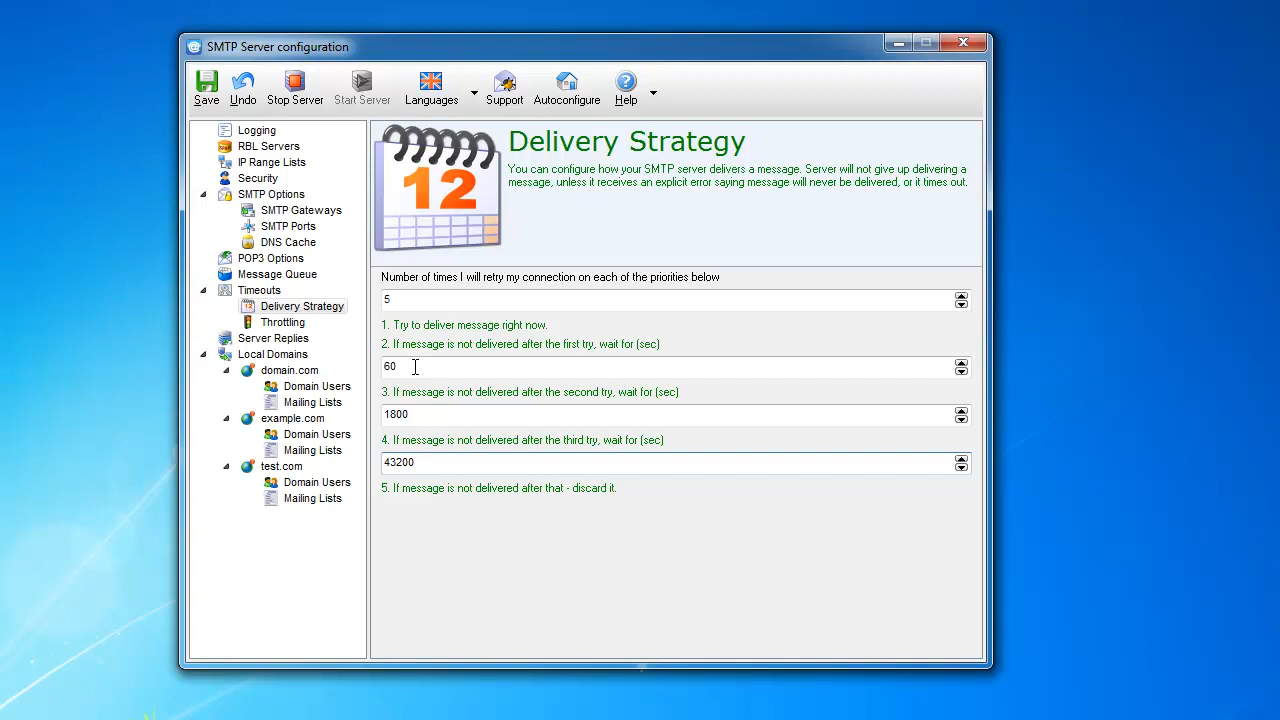 SMTP Server configuration
Save
Undo
Stop Server
Start Server
Languages
Support
Autoconfigure
Help
Logging
RBL Servers
IP Range Lists
Security
SMTP Options
SMTP Gateways
SMTP Ports
DNS Cache
POP3 Options
Message Queue
Timeouts
Delivery Strategy
Throttling
Server Replies
Local Domains
domain.com
Domain Users
Mailing Lists
example.com
Domain Users
Mailing Lists
test.com
Domain Users
Mailing Lists
12
Delivery Strategy
You can configure how your SMTP server delivers a message. Server will not give up delivering a
message, unless it receives an explicit error saying message will never be delivered, or it times out.
Number of times I will retry my connection on each of the priorities below
5
1. Try to deliver message right now.
2. If message is not delivered after the first try, wait for (sec)
60
3. If message is not delivered after the second try, wait for (sec)
1800
4. If message is not delivered after the third try, wait for (sec)
43200
5. If message is not delivered after that - discard it.